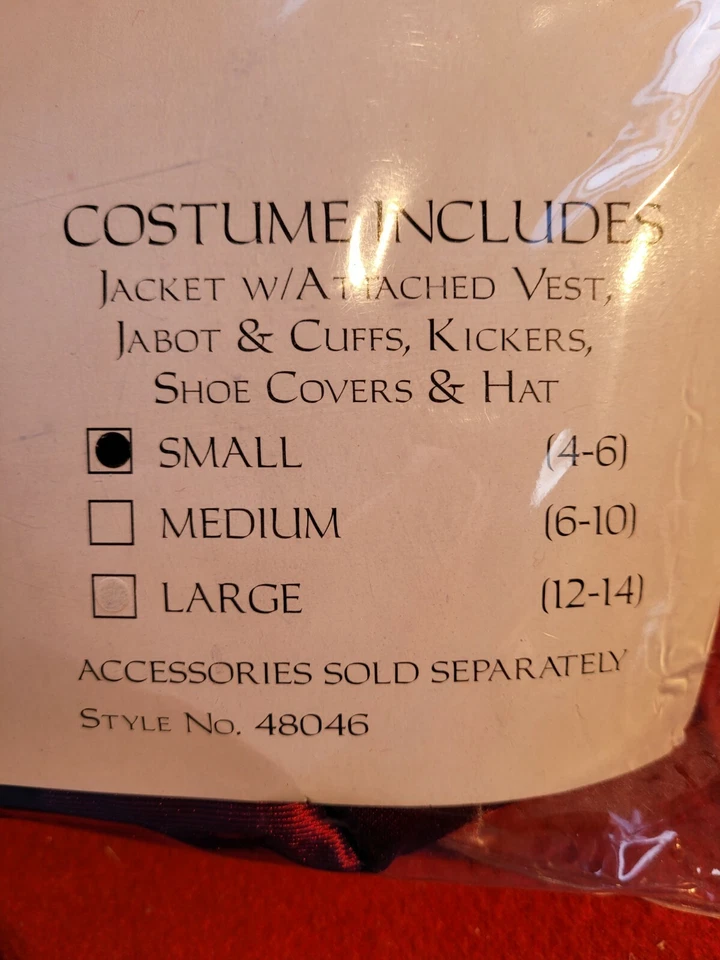 COSTUME INCLUDES
JACKET W/ATTACHED VEST,
JABOT & CUFFS, KICKERS,
SHOE COVERS & HAT
SMALL (4-6)
MEDIUM (6-10)
LARGE (12-14)
ACCESSORIES SOLD SEPARATELY
STYLE NO. 48046